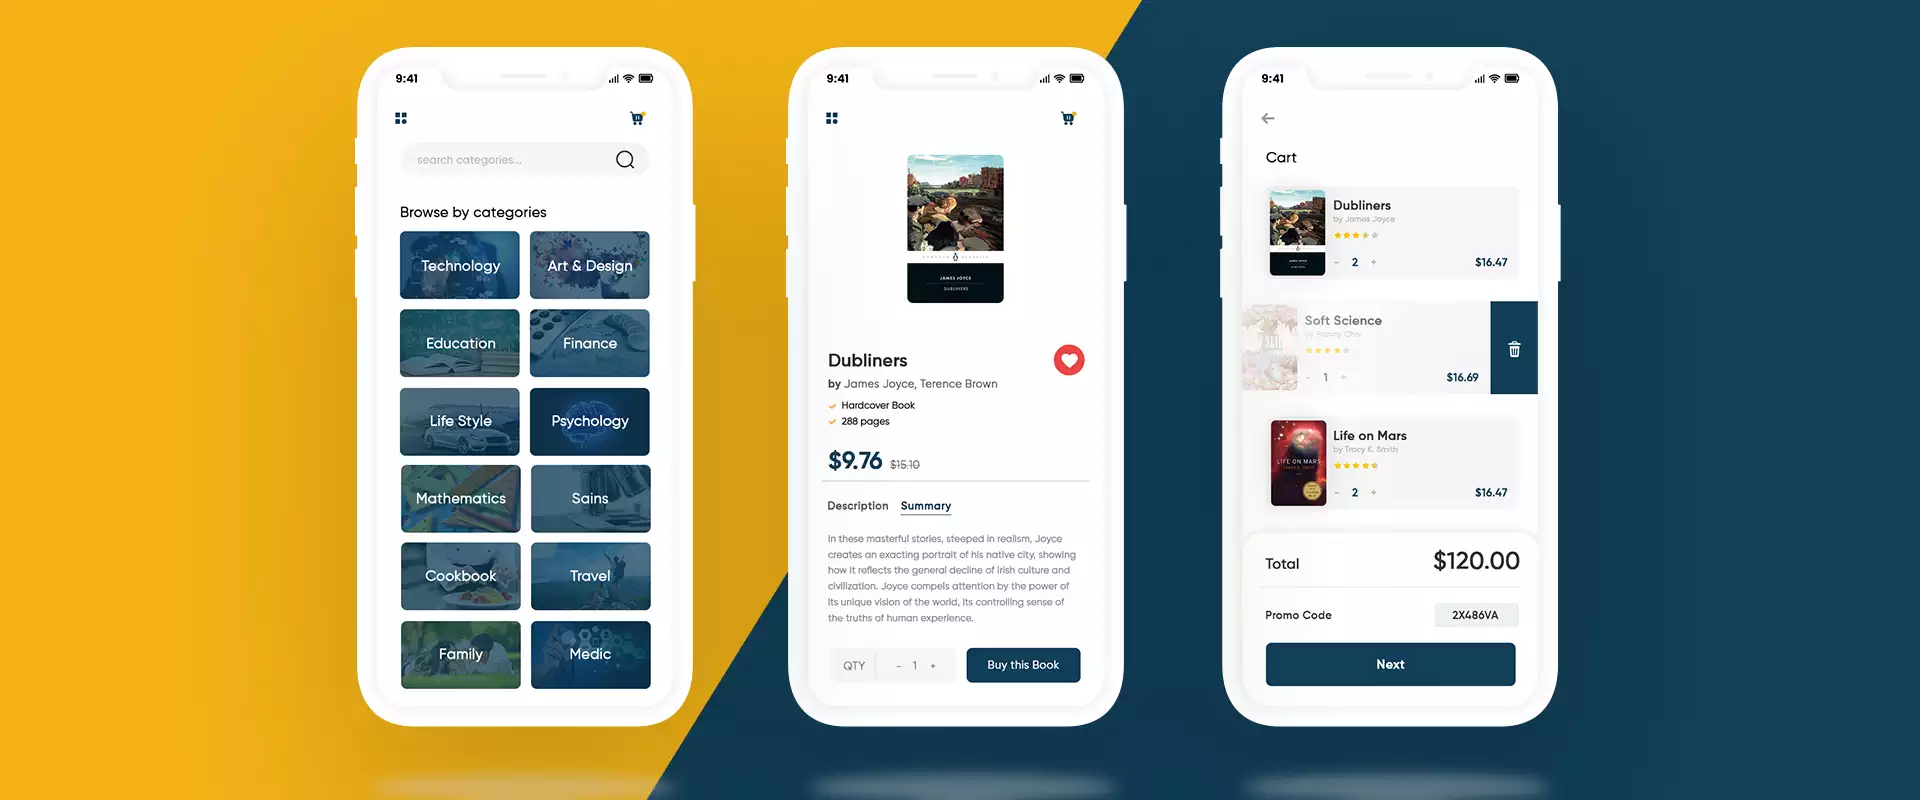 9:41
search categories...
Browse by categories
Technology
Art & Design
Education
Finance
Life Style
Psychology
Mathematics
Sains
Cookbook
Travel
Family
Medic
9:41
JAMES JOYCE
DUBLINERS
Dubliners
by James Joyce, Terence Brown
Hardcover Book
288 pages
$9.76 $15.10
Description Summary
In these masterful stories, steeped in realism, Joyce
creates an exacting portrait of his native city, showing
how it reflects the general decline of Irish culture and
civilization. Joyce compels attention by the power of
its unique vision of the world, its controlling sense of
the truths of human experience.
QTY - 1 +
Buy this Book
9:41
Cart
Dubliners
by James Joyce
- 2 + $16.47
Soft Science
by Franny Choi
- 1 + $16.69
LIFE ON MARS
Life on Mars
by Tracy K. Smith
- 2 + $16.47
Total $120.00
Promo Code 2X486VA
Next